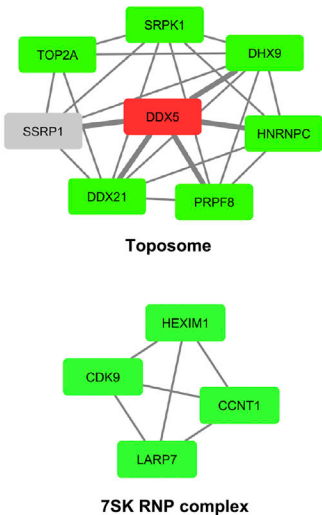 SRPK1
TOP2A
DHX9
SSRP1
DDX5
HNRNPC
DDX21
PRPF8
Toposome
HEXIM1
CDK9
CCNT1
LARP7
7SK RNP complex